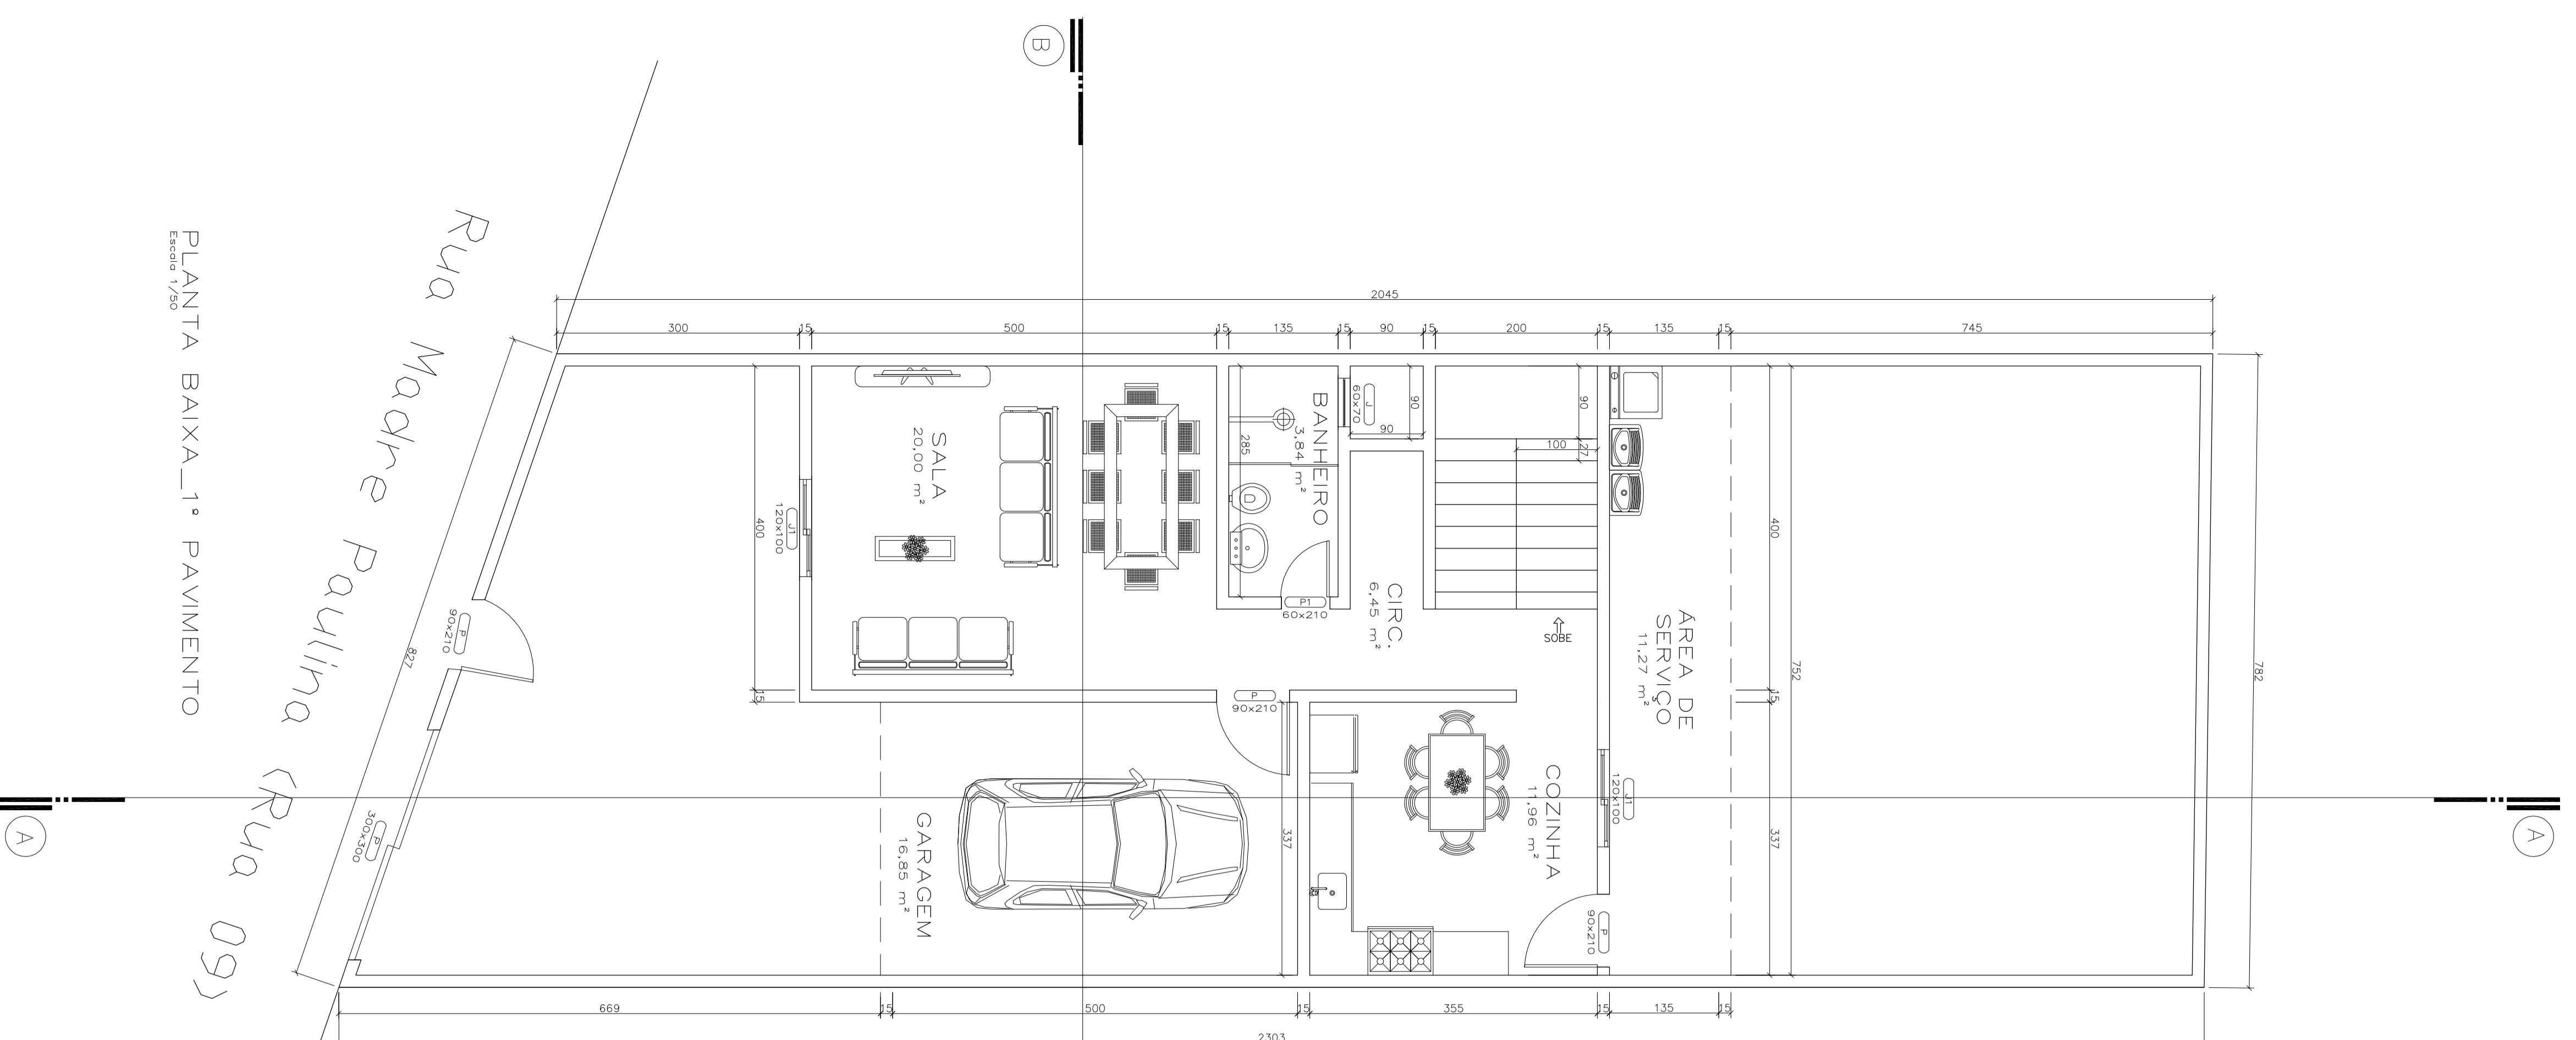 B
2045
300
15
500
15
135
15
90
15
200
15
135
15
745
Rua Madre Paulina (Rua 09)
PLANTA BAIXA_1º PAVIMENTO
Escala 1/50
827
P
90x210
P
300x300
400
15
J1
120x100
SALA
20,00 m²
285
BANHEIRO
3,84 m²
J
60x70
90
90
P1
60x210
CIRC.
6,45 m²
90
27
100
SOBE
ÁREA DE
SERVIÇO
11,27 m²
400
15
337
752
782
P
90x210
GARAGEM
16,85 m²
337
COZINHA
11,96 m²
J1
120x100
P
90x210
A
A
669
15
500
15
355
15
135
15
2303